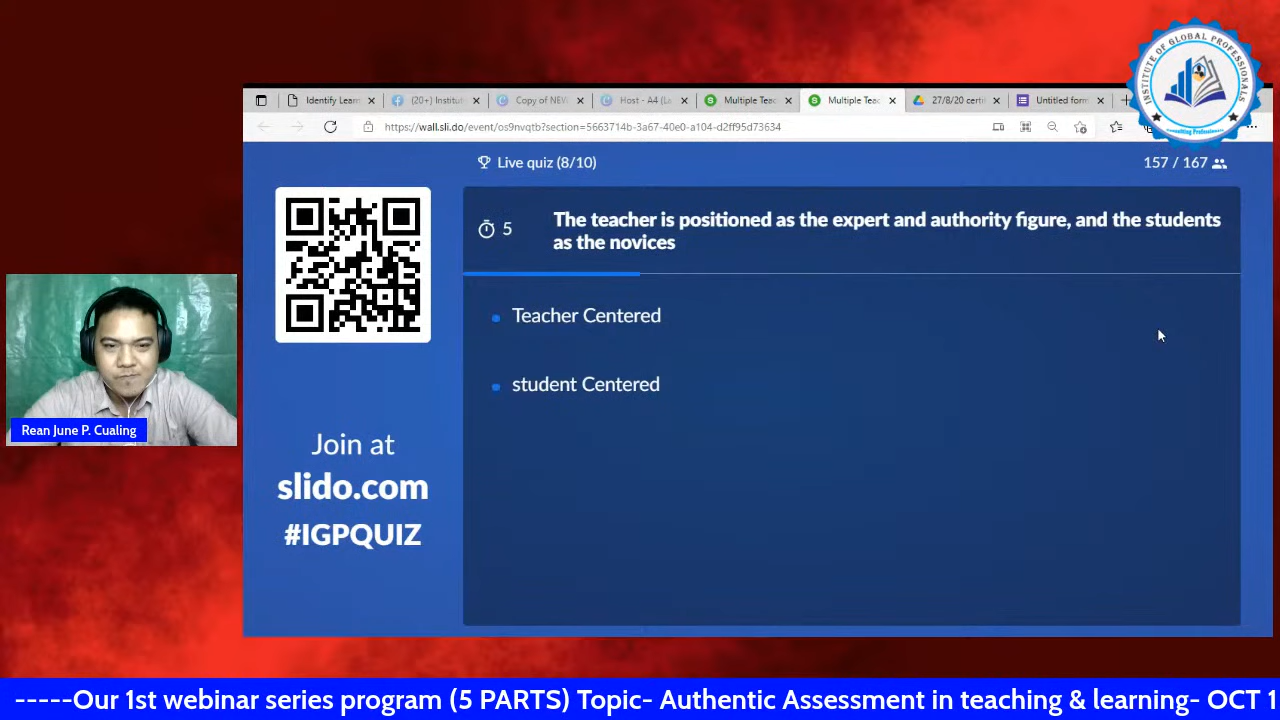 INSTITUTE OF GLOBAL PROFESSIONALS
Consulting Professionals
Identify Learn
(20+) Institut
Copy of NEW
Host - A4 (La
Multiple Teac
Multiple Teac
27/8/20 certi
Untitled form
https://wall.sli.do/event/os9nvqtb?section=5663714b-3a67-40e0-a104-d2ff95d73634
Live quiz (8/10)
157 / 167
5
The teacher is positioned as the expert and authority figure, and the students
as the novices
Teacher Centered
student Centered
Join at
slido.com
#IGPQUIZ
Rean June P. Cualing
-----Our 1st webinar series program (5 PARTS) Topic- Authentic Assessment in teaching & learning- OCT 1